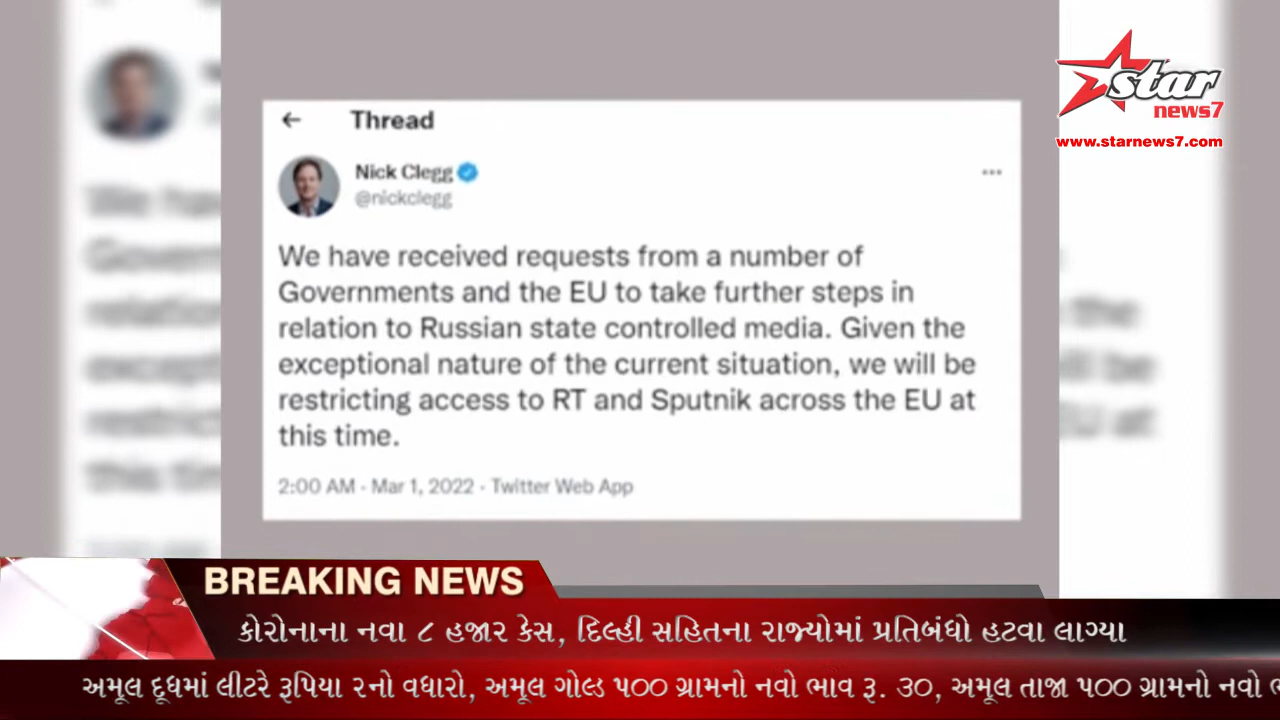 star
news7
www.starnews7.com
← Thread
Nick Clegg
@nickclegg
We have received requests from a number of
Governments and the EU to take further steps in
relation to Russian state controlled media. Given the
exceptional nature of the current situation, we will be
restricting access to RT and Sputnik across the EU at
this time.
2:00 AM · Mar 1, 2022 · Twitter Web App
BREAKING NEWS
કોરોનાના નવા ૮ હજાર કેસ, દિલ્હી સહિતના રાજ્યોમાં પ્રતિબંધો હટવા લાગ્યા
અમૂલ દૂધમાં લીટરે રૂપિયા ૨નો વધારો, અમૂલ ગોલ્ડ ૫૦૦ ગ્રામનો નવો ભાવ રૂ. ૩૦, અમૂલ તાજા ૫૦૦ ગ્રામનો નવો